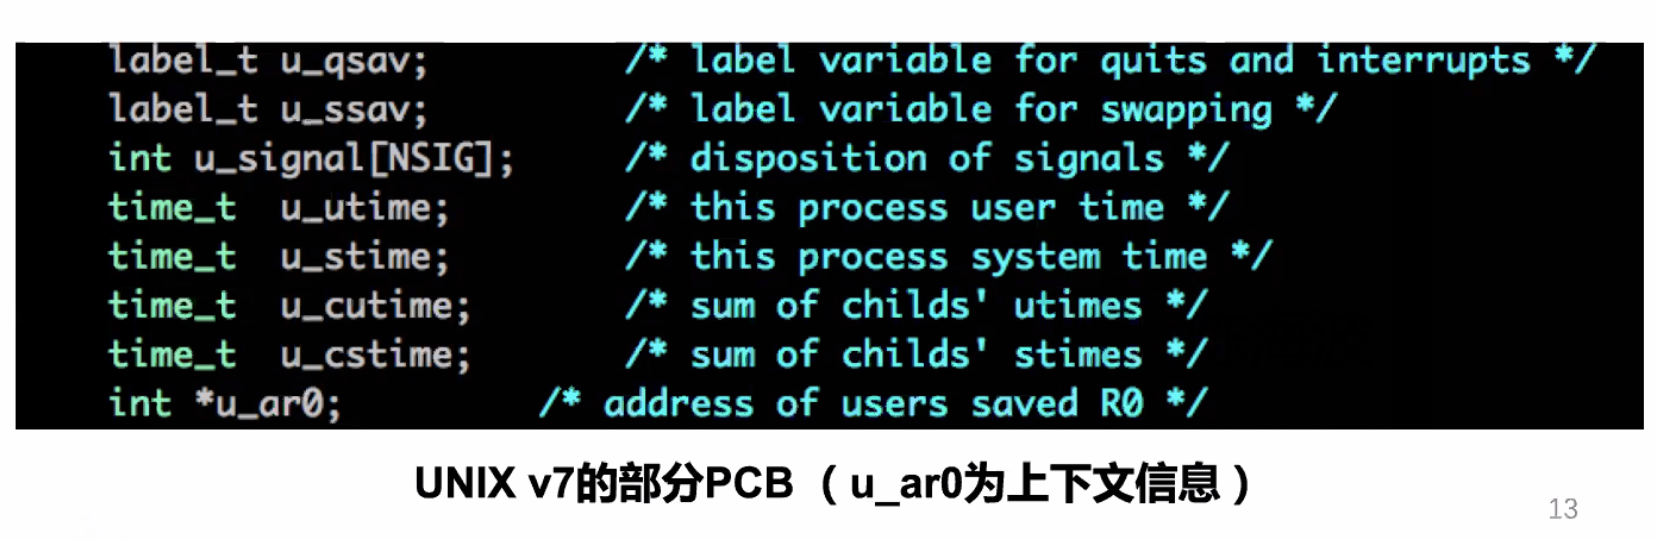 label_t u_qsav; /* label variable for quits and interrupts */
label_t u_ssav; /* label variable for swapping */
int u_signal[NSIG]; /* disposition of signals */
time_t u_utime; /* this process user time */
time_t u_stime; /* this process system time */
time_t u_cutime; /* sum of childs' utimes */
time_t u_cstime; /* sum of childs' stimes */
int *u_ar0; /* address of users saved R0 */
UNIX v7的部分PCB（u_ar0为上下文信息）
13